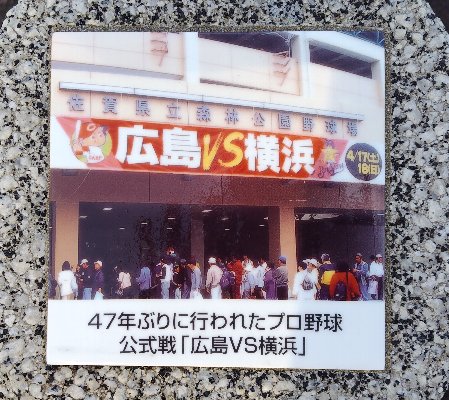 佐賀県立森林公園野球場
広島VS横浜
4/17(土)
18(日)
47年ぶりに行われたプロ野球
公式戦「広島VS横浜」